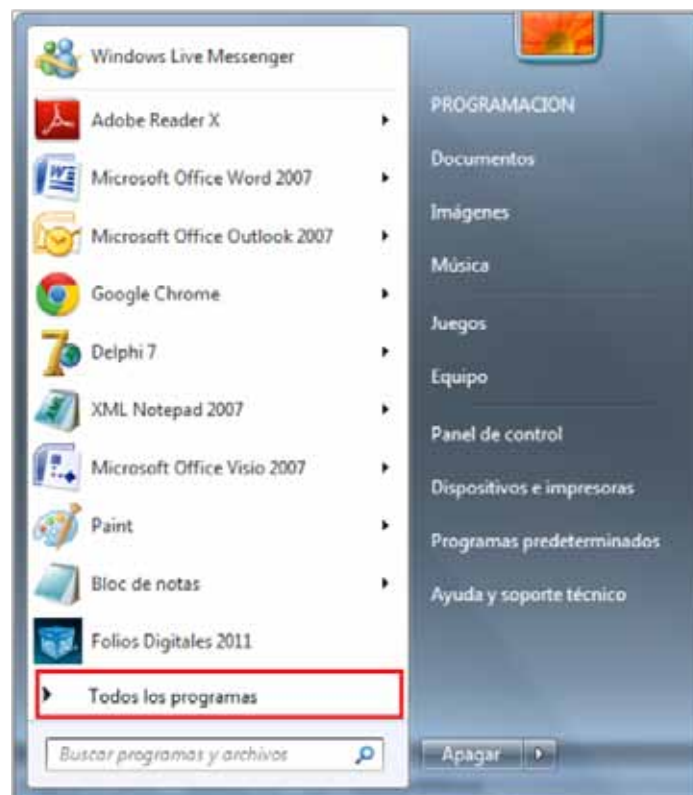 Windows Live Messenger
Adobe Reader X
Microsoft Office Word 2007
Microsoft Office Outlook 2007
Google Chrome
Delphi 7
XML Notepad 2007
Microsoft Office Visio 2007
Paint
Bloc de notas
Folios Digitales 2011
Todos los programas
Buscar programas y archivos
PROGRAMACION
Documentos
Imágenes
Música
Juegos
Equipo
Panel de control
Dispositivos e impresoras
Programas predeterminados
Ayuda y soporte técnico
Apagar